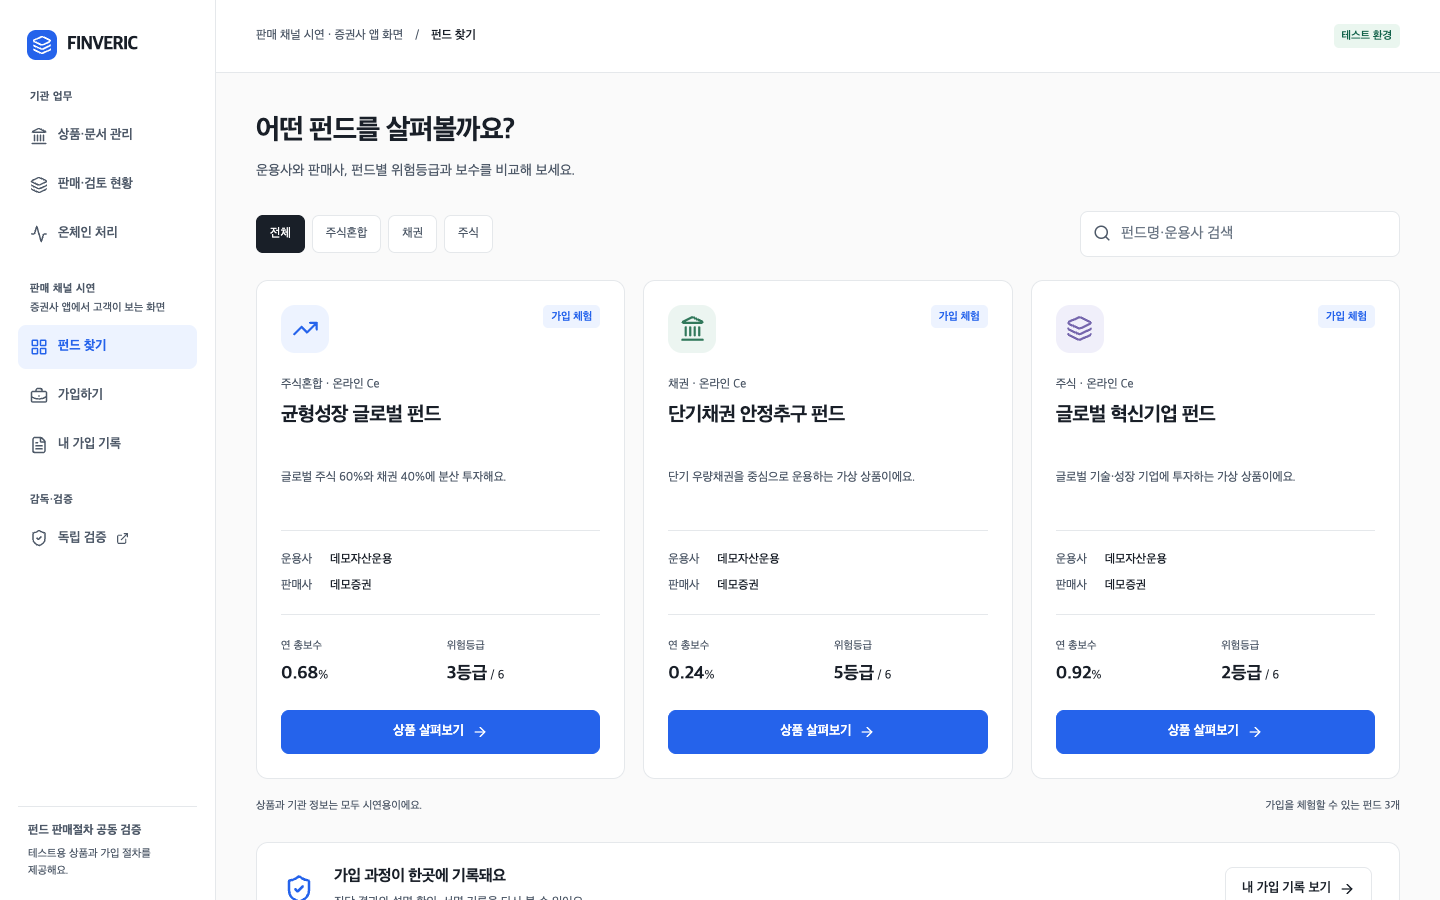 FINVERIC
기관 업무
상품·문서 관리
판매·검토 현황
온체인 처리
판매 채널 시연
증권사 앱에서 고객이 보는 화면
펀드 찾기
가입하기
내 가입 기록
감독·검증
독립 검증
펀드 판매절차 공동 검증
테스트용 상품과 가입 절차를
제공해요.
판매 채널 시연 · 증권사 앱 화면 / 펀드 찾기
테스트 환경
어떤 펀드를 살펴볼까요?
운용사와 판매사, 펀드별 위험등급과 보수를 비교해 보세요.
전체
주식혼합
채권
주식
펀드명·운용사 검색
가입 체험
주식혼합 · 온라인 Ce
균형성장 글로벌 펀드
글로벌 주식 60%와 채권 40%에 분산 투자해요.
운용사 데모자산운용
판매사 데모증권
연 총보수 위험등급
0.68% 3등급 / 6
상품 살펴보기
가입 체험
채권 · 온라인 Ce
단기채권 안정추구 펀드
단기 우량채권을 중심으로 운용하는 가상 상품이에요.
운용사 데모자산운용
판매사 데모증권
연 총보수 위험등급
0.24% 5등급 / 6
상품 살펴보기
가입 체험
주식 · 온라인 Ce
글로벌 혁신기업 펀드
글로벌 기술·성장 기업에 투자하는 가상 상품이에요.
운용사 데모자산운용
판매사 데모증권
연 총보수 위험등급
0.92% 2등급 / 6
상품 살펴보기
상품과 기관 정보는 모두 시연용이에요.
가입을 체험할 수 있는 펀드 3개
가입 과정이 한곳에 기록돼요
내 가입 기록 보기